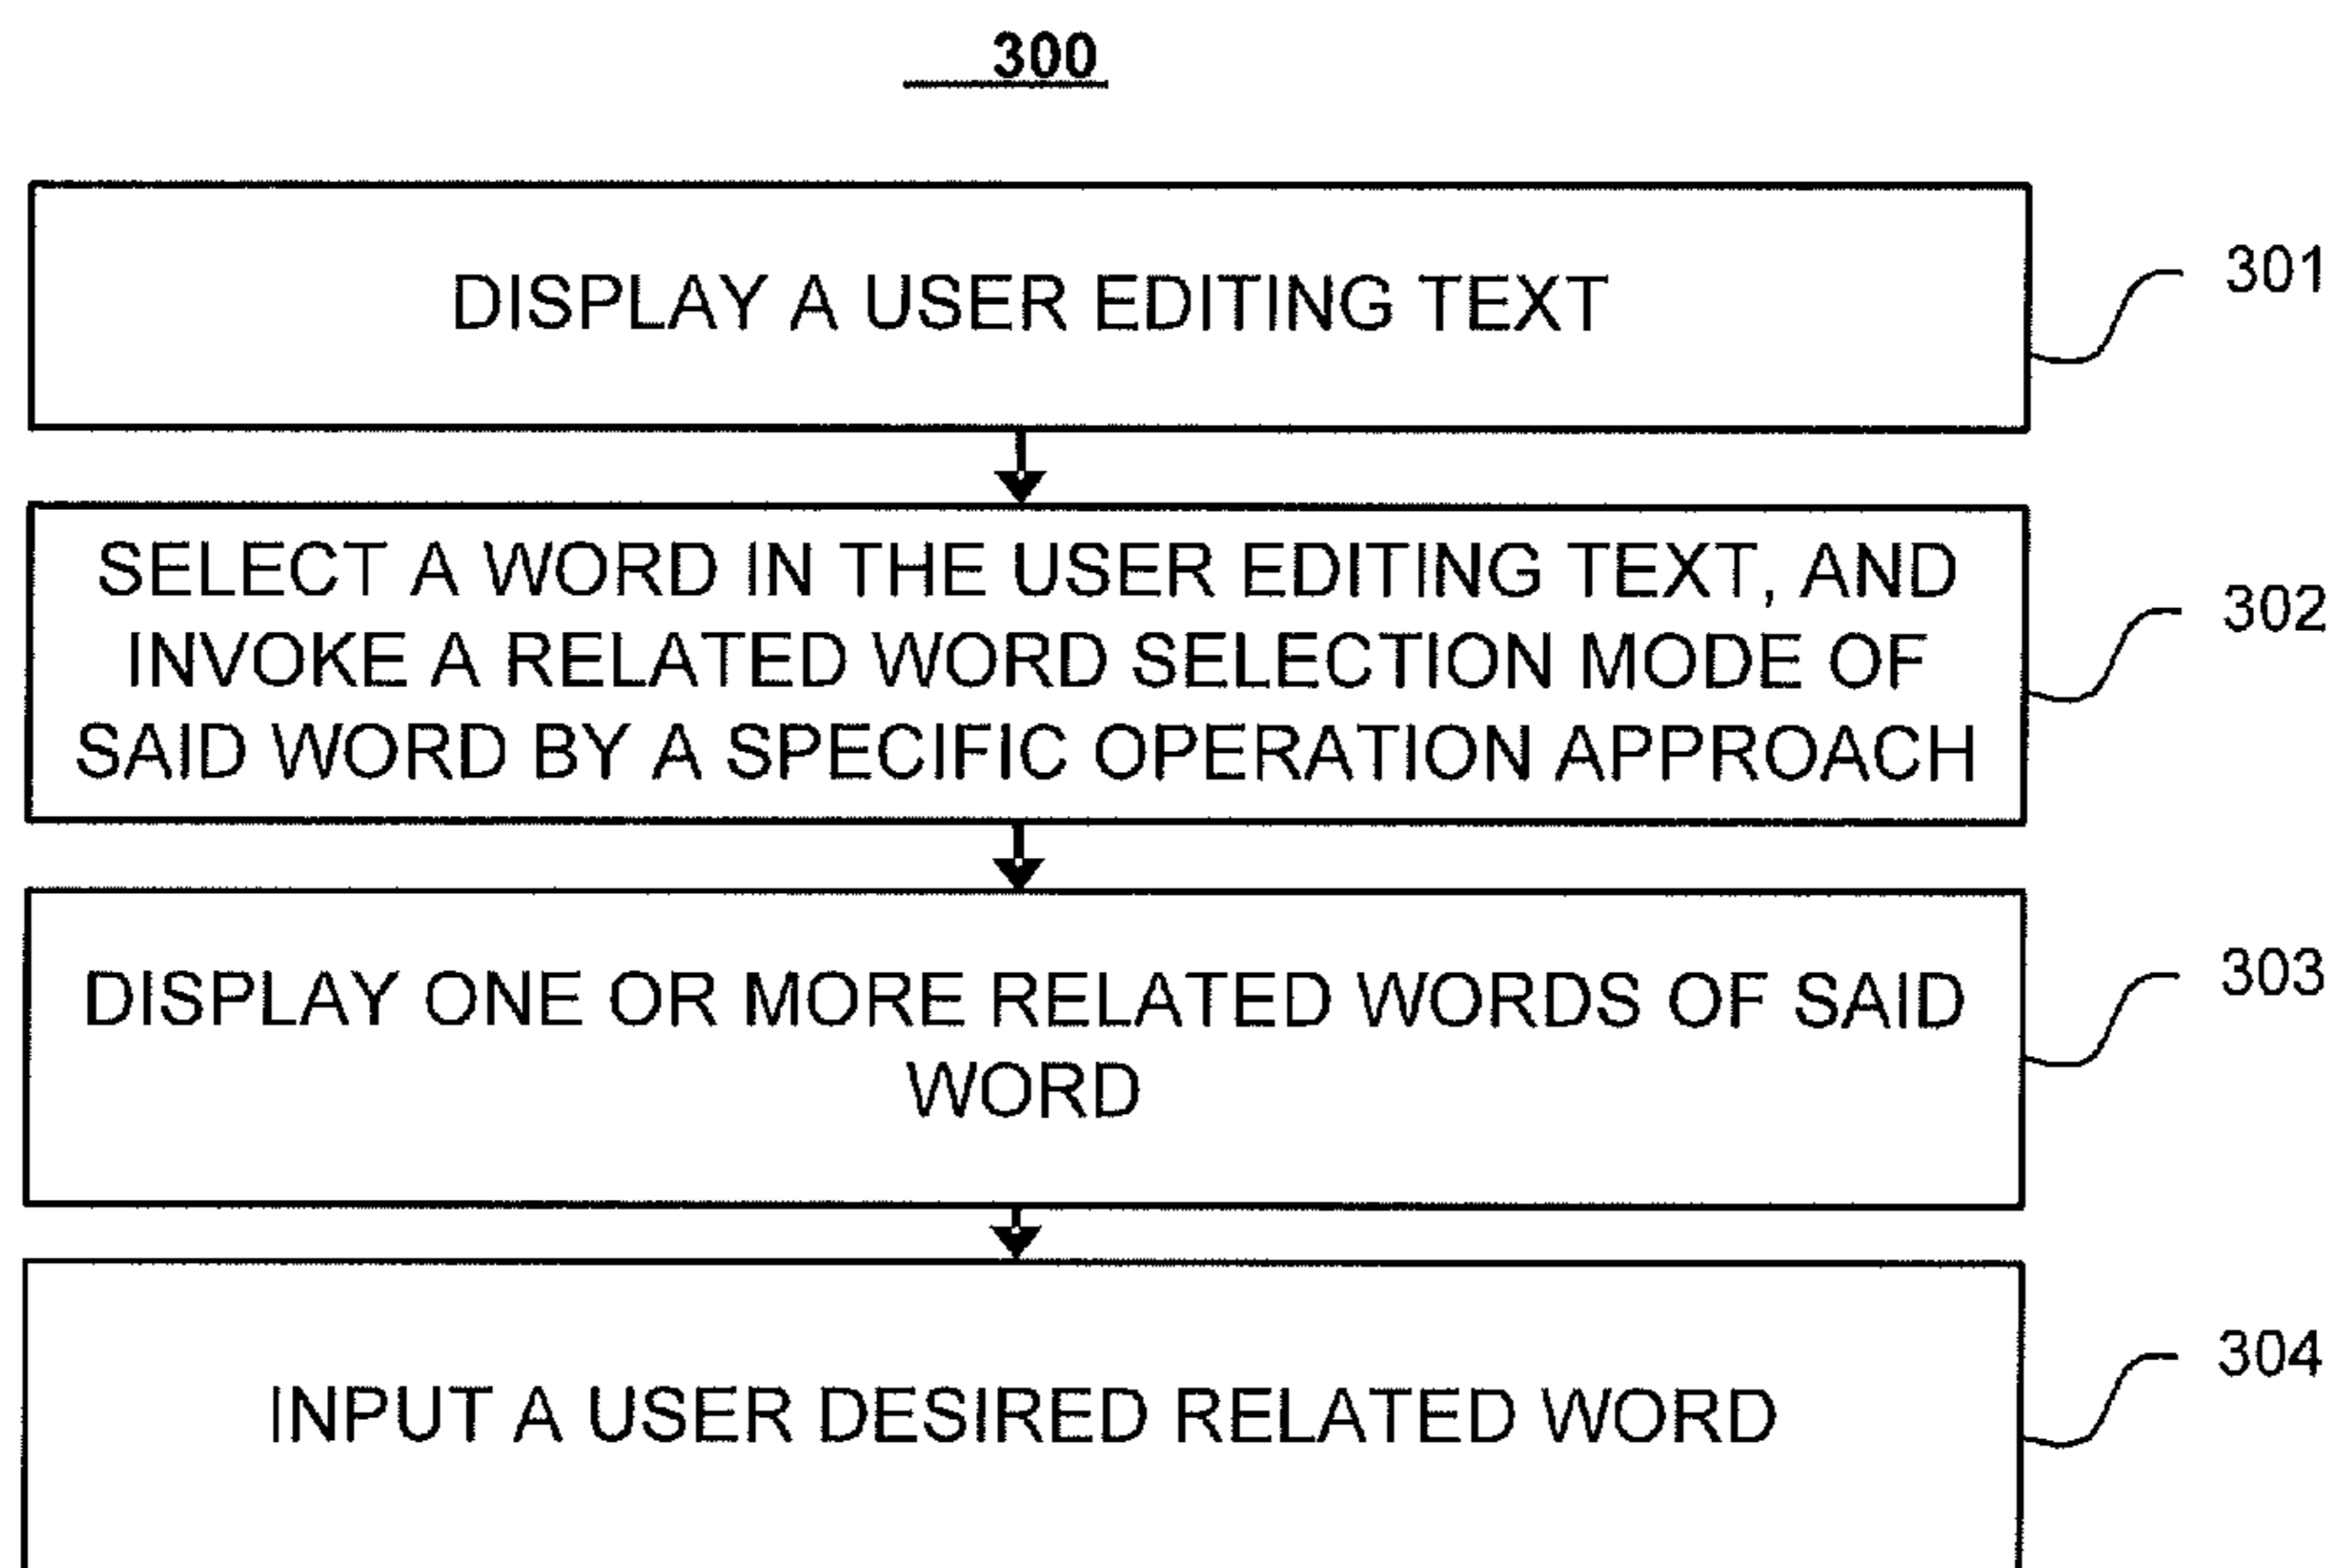 300
DISPLAY A USER EDITING TEXT
301
SELECT A WORD IN THE USER EDITING TEXT, AND
INVOKE A RELATED WORD SELECTION MODE OF
SAID WORD BY A SPECIFIC OPERATION APPROACH
302
DISPLAY ONE OR MORE RELATED WORDS OF SAID
WORD
303
INPUT A USER DESIRED RELATED WORD
304